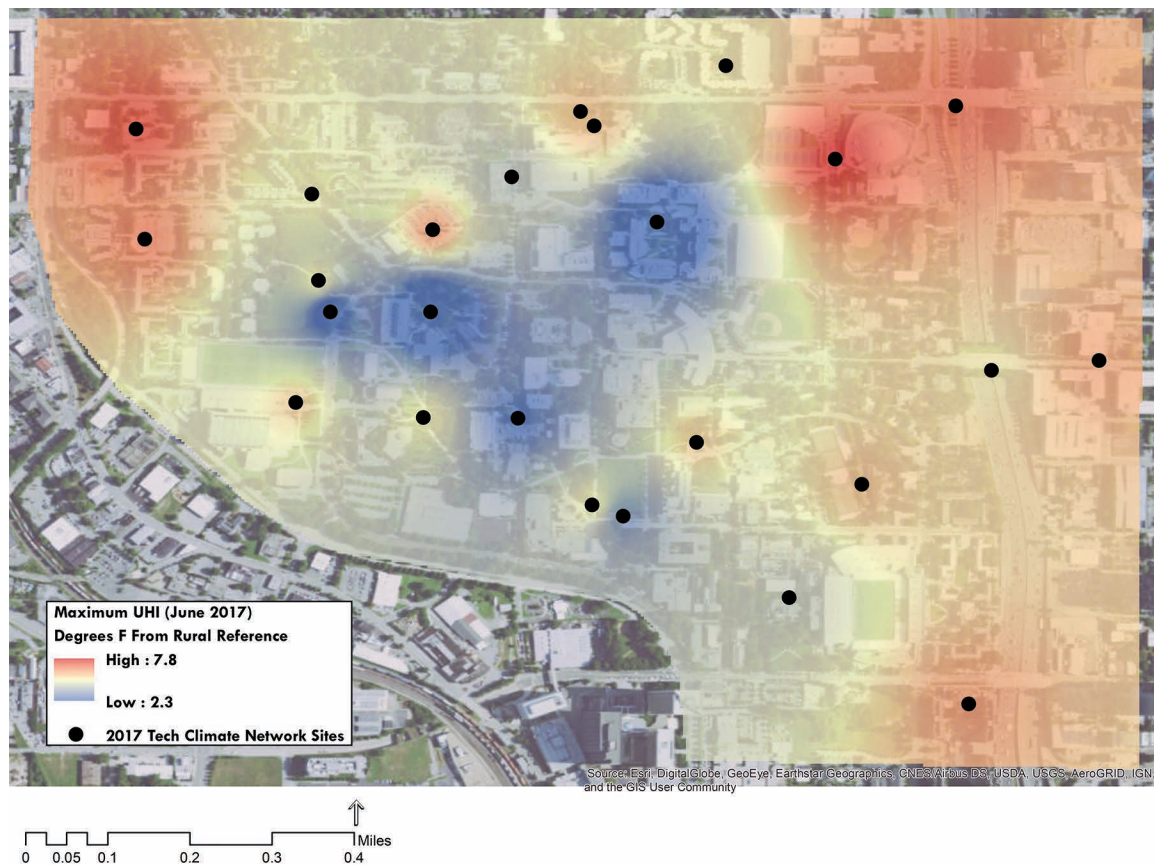 Maximum UHI (June 2017)
Degrees F From Rural Reference
High : 7.8
Low : 2.3
2017 Tech Climate Network Sites
Source: Esri, DigitalGlobe, GeoEye, Earthstar Geographics, CNES/Airbus DS, USDA, USGS, AeroGRID, IGN,
and the GIS User Community
Miles
0 0.05 0.1 0.2 0.3 0.4